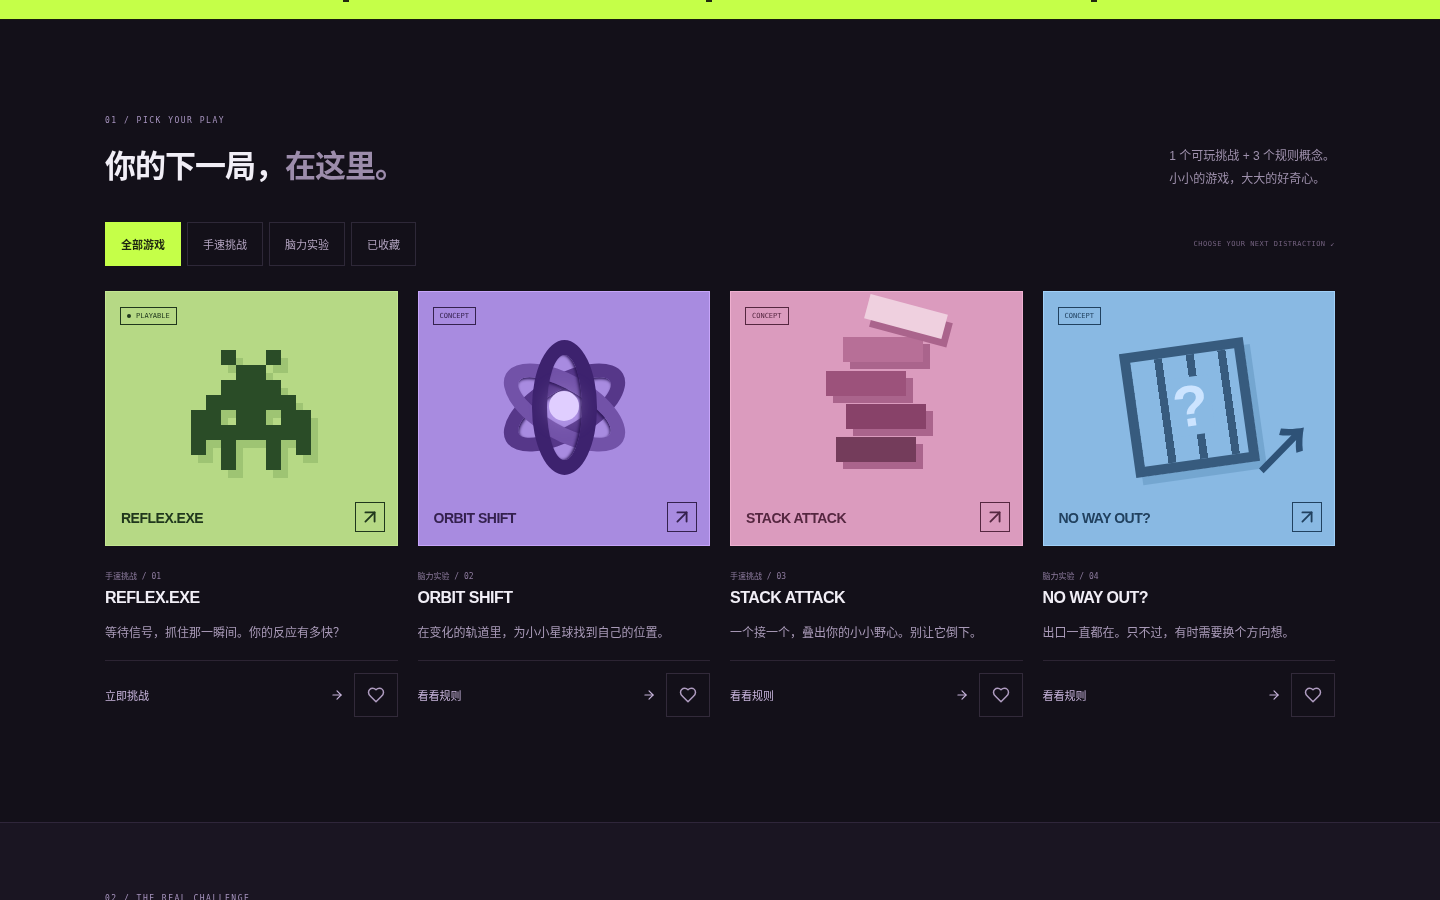 01 / PICK YOUR PLAY
你的下一局，在这里。
1 个可玩挑战 + 3 个规则概念。
小小的游戏，大大的好奇心。
全部游戏
手速挑战
脑力实验
已收藏
CHOOSE YOUR NEXT DISTRACTION ↙
● PLAYABLE
REFLEX.EXE
CONCEPT
ORBIT SHIFT
CONCEPT
STACK ATTACK
CONCEPT
?
NO WAY OUT?
手速挑战 / 01
REFLEX.EXE
等待信号，抓住那一瞬间。你的反应有多快？
立即挑战
脑力实验 / 02
ORBIT SHIFT
在变化的轨道里，为小小星球找到自己的位置。
看看规则
手速挑战 / 03
STACK ATTACK
一个接一个，叠出你的小小野心。别让它倒下。
看看规则
脑力实验 / 04
NO WAY OUT?
出口一直都在。只不过，有时需要换个方向想。
看看规则
02 / THE REAL CHALLENGE